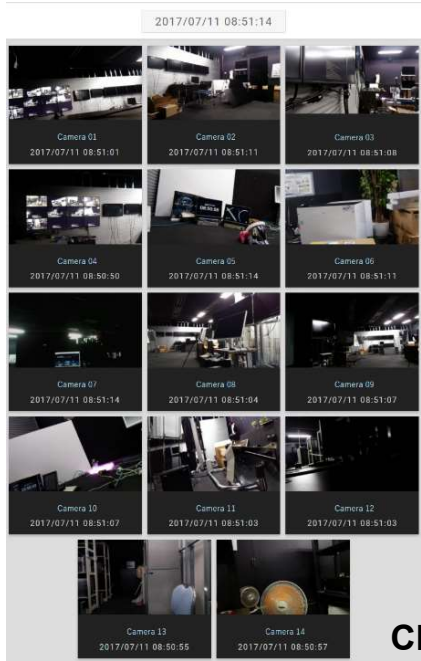 2017/07/11 08:51:14
Camera 01
2017/07/11 08:51:01
Camera 02
2017/07/11 08:51:11
Camera 03
2017/07/11 08:51:08
Camera 04
2017/07/11 08:50:50
Camera 05
2017/07/11 08:51:14
Camera 06
2017/07/11 08:51:11
Camera 07
2017/07/11 08:51:14
Camera 08
2017/07/11 08:51:04
Camera 09
2017/07/11 08:51:07
Camera 10
2017/07/11 08:51:07
Camera 11
2017/07/11 08:51:03
Camera 12
2017/07/11 08:51:03
Camera 13
2017/07/11 08:50:55
Camera 14
2017/07/11 08:50:57